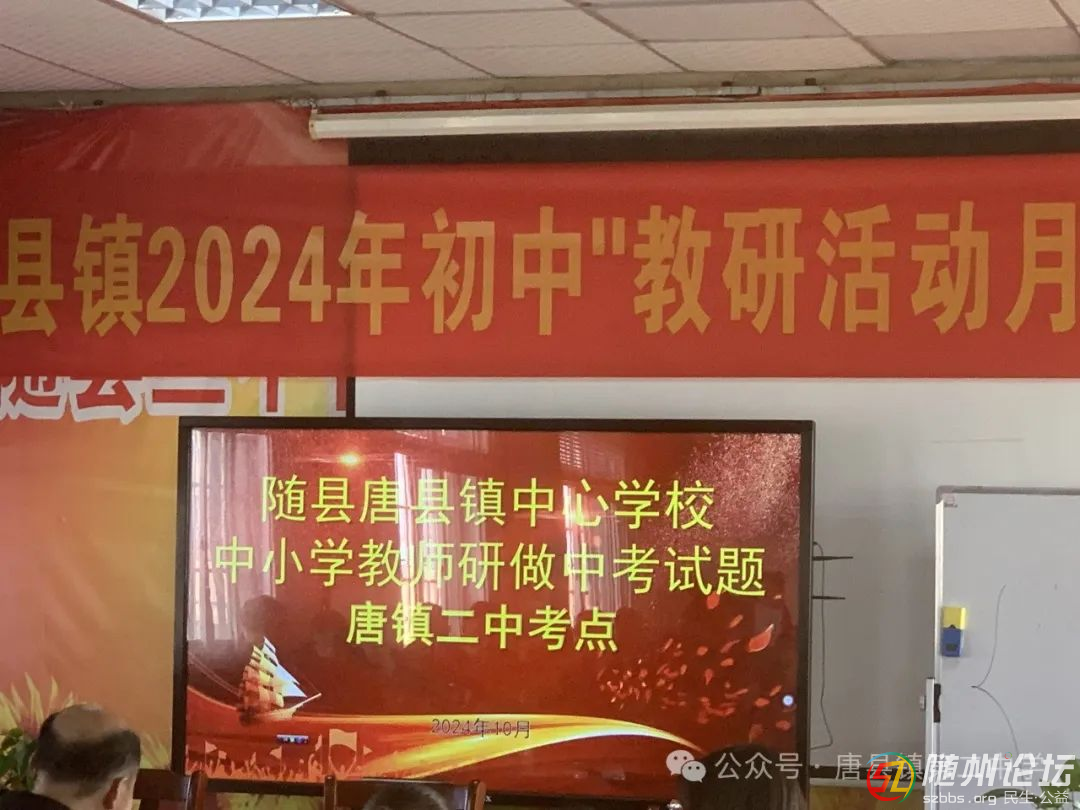 县镇2024年初中"教研活动月
随县唐县镇中心学校
中小学教师研做中考试题
唐镇二中考点
2024年10月
公众号·唐县镇
随州论坛
szbbs.org 民生·公益